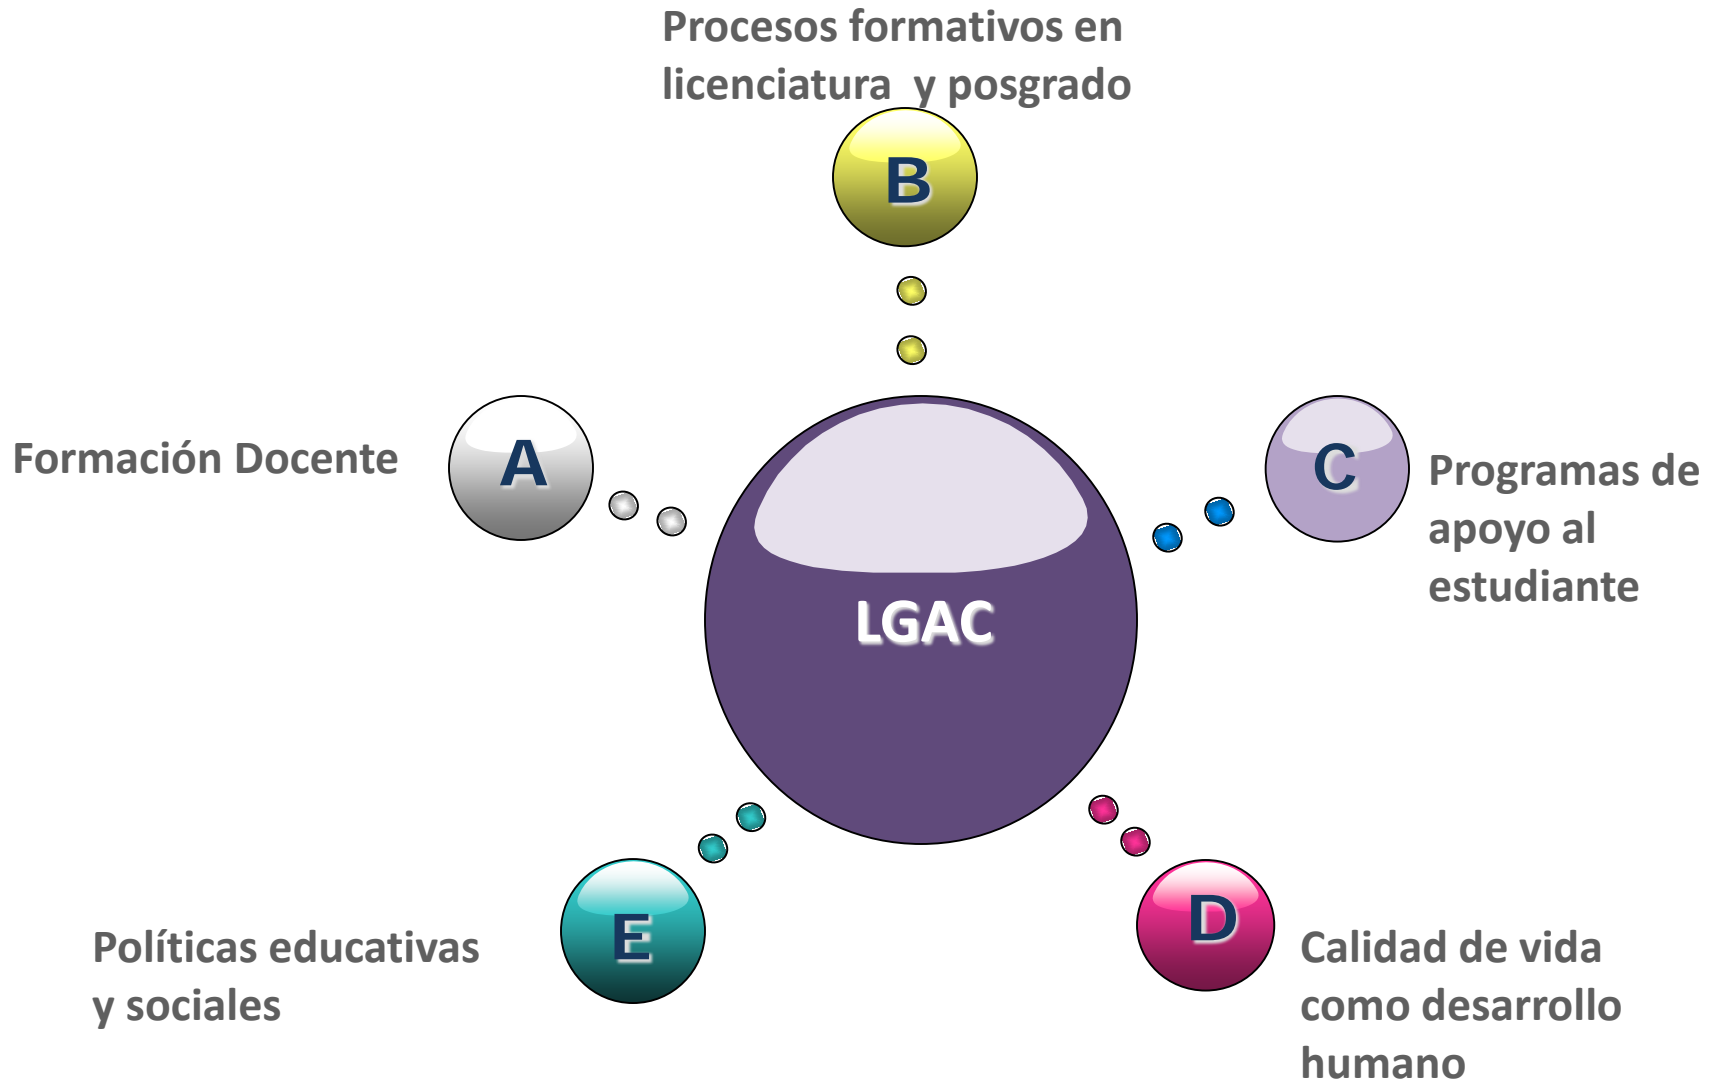 Procesos formativos en
licenciatura y posgrado
B
Formación Docente
A
C
Programas de
apoyo al
estudiante
LGAC
E
Políticas educativas
y sociales
D
Calidad de vida
como desarrollo
humano